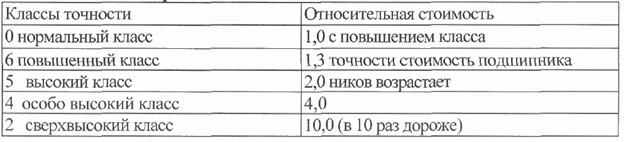 Классы точности Относительная стоимость
0 нормальный класс 1,0 с повышением класса
6 повышенный класс 1,3 точности стоимость подшипника
5 высокий класс 2,0 ников возрастает
4 особо высокий класс 4,0
2 сверхвысокий класс 10,0 (в 10 раз дороже)